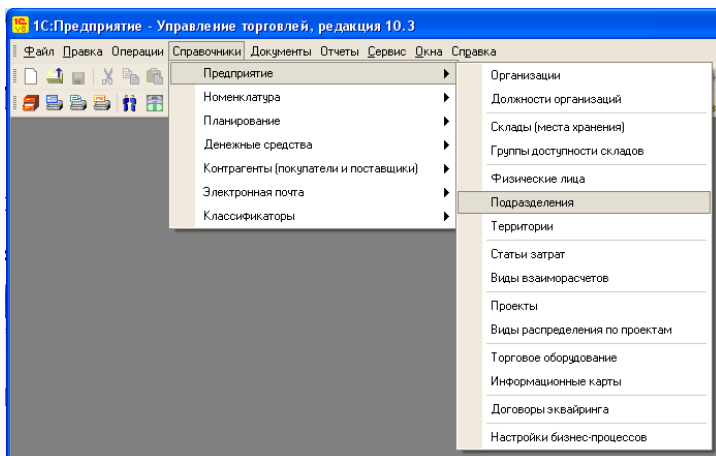 1С:Предприятие - Управление торговлей, редакция 10.3
Файл Правка Операции Справочники Документы Отчеты Сервис Окна Справка
Предприятие
Номенклатура
Планирование
Денежные средства
Контрагенты (покупатели и поставщики)
Электронная почта
Классификаторы
Организации
Должности организаций
Склады (места хранения)
Группы доступности складов
Физические лица
Подразделения
Территории
Статьи затрат
Виды взаиморасчетов
Проекты
Виды распределения по проектам
Торговое оборудование
Информационные карты
Договоры эквайринга
Настройки бизнес-процессов